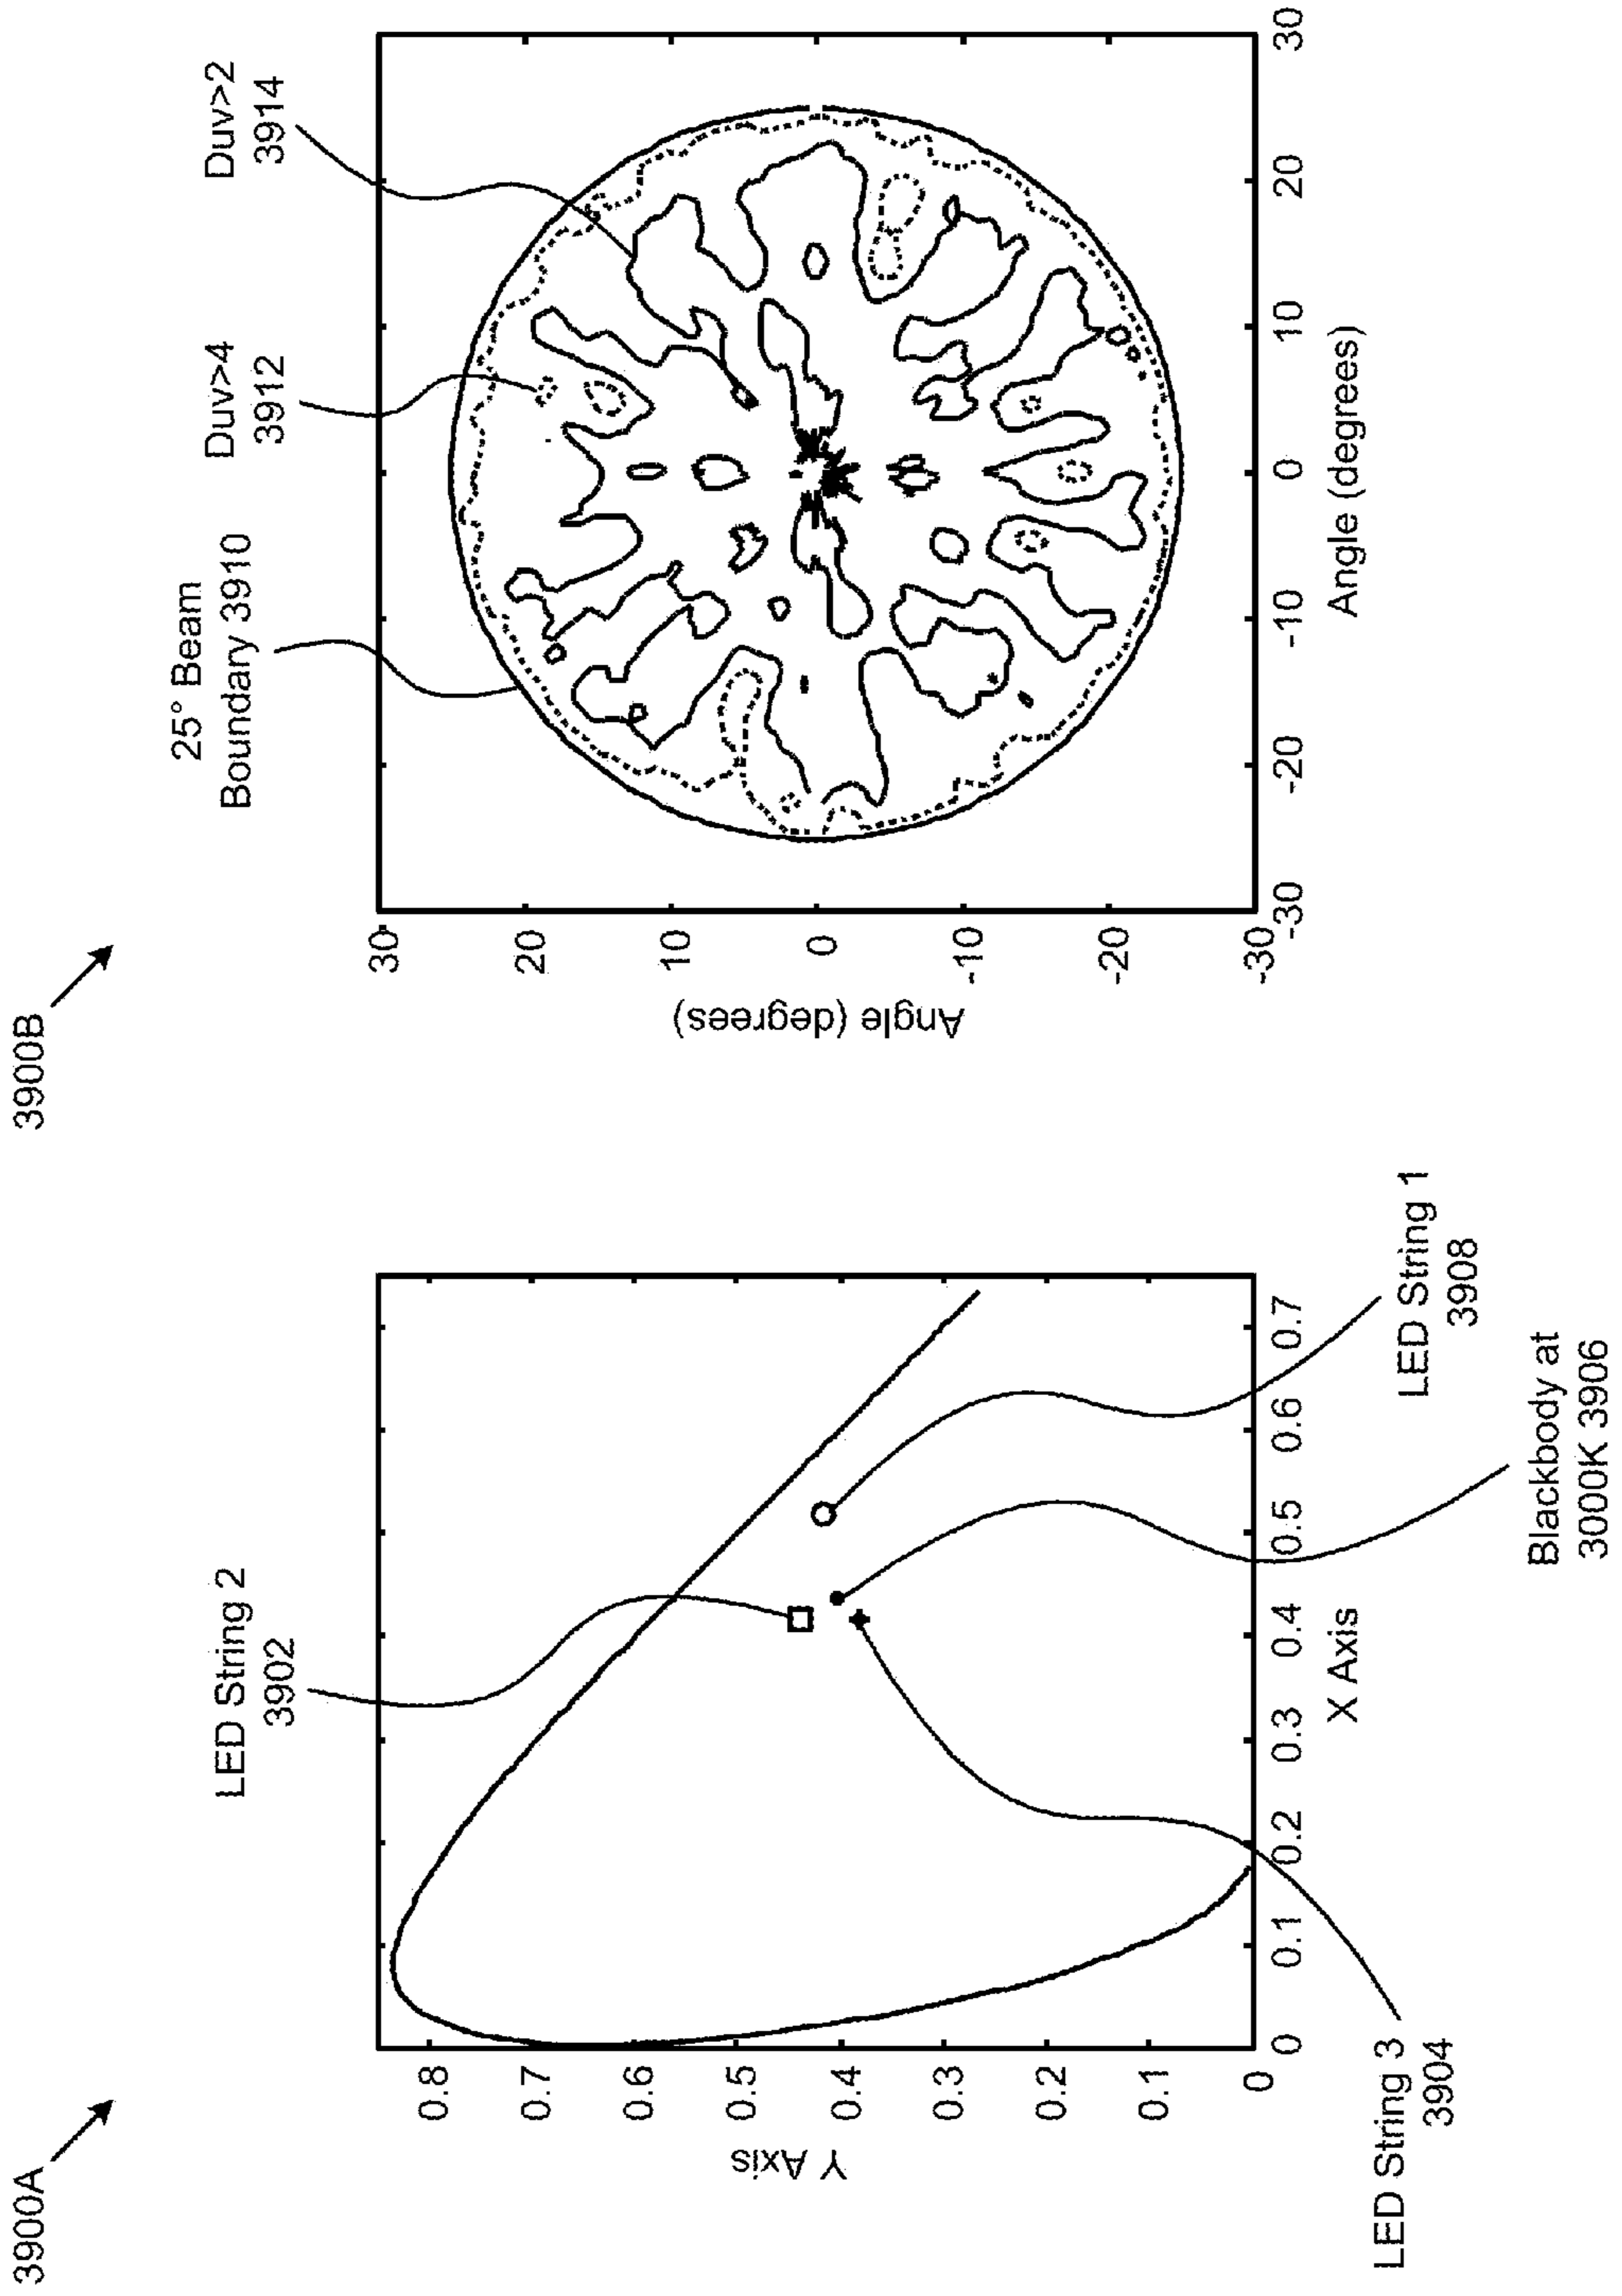 3900A
LED String 2
3902
Y Axis
0.8
0.7
0.6
0.5
0.4
0.3
0.2
0.1
0
0
0.1
0.2
0.3
0.4
0.5
0.6
0.7
X Axis
LED String 3
3904
Blackbody at
3000K 3906
LED String 1
3908
3900B
25° Beam
Boundary 3910
Duv>4
3912
Duv>2
3914
Angle (degrees)
30
20
10
0
-10
-20
-30
-30
-20
-10
0
10
20
30
Angle (degrees)